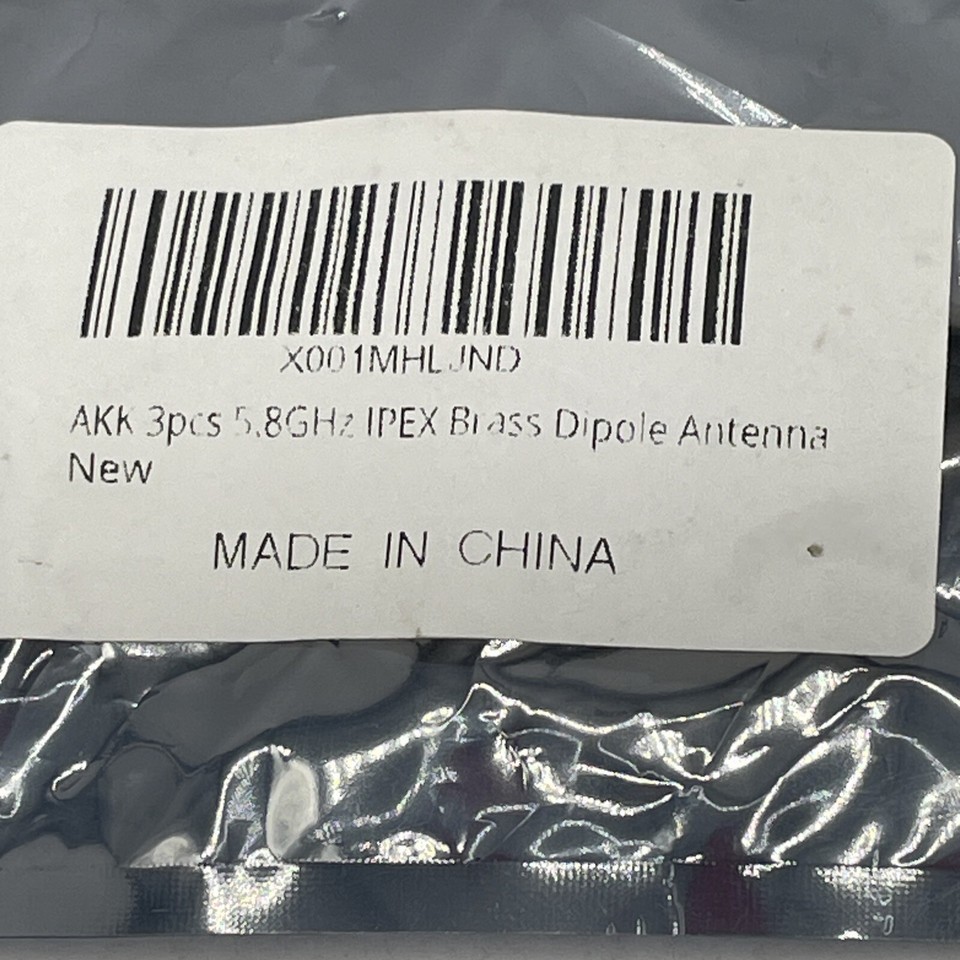 X001MHLJND
AKK 3pcs 5.8GHz IPEX Brass Dipole Antenna
New
MADE IN CHINA